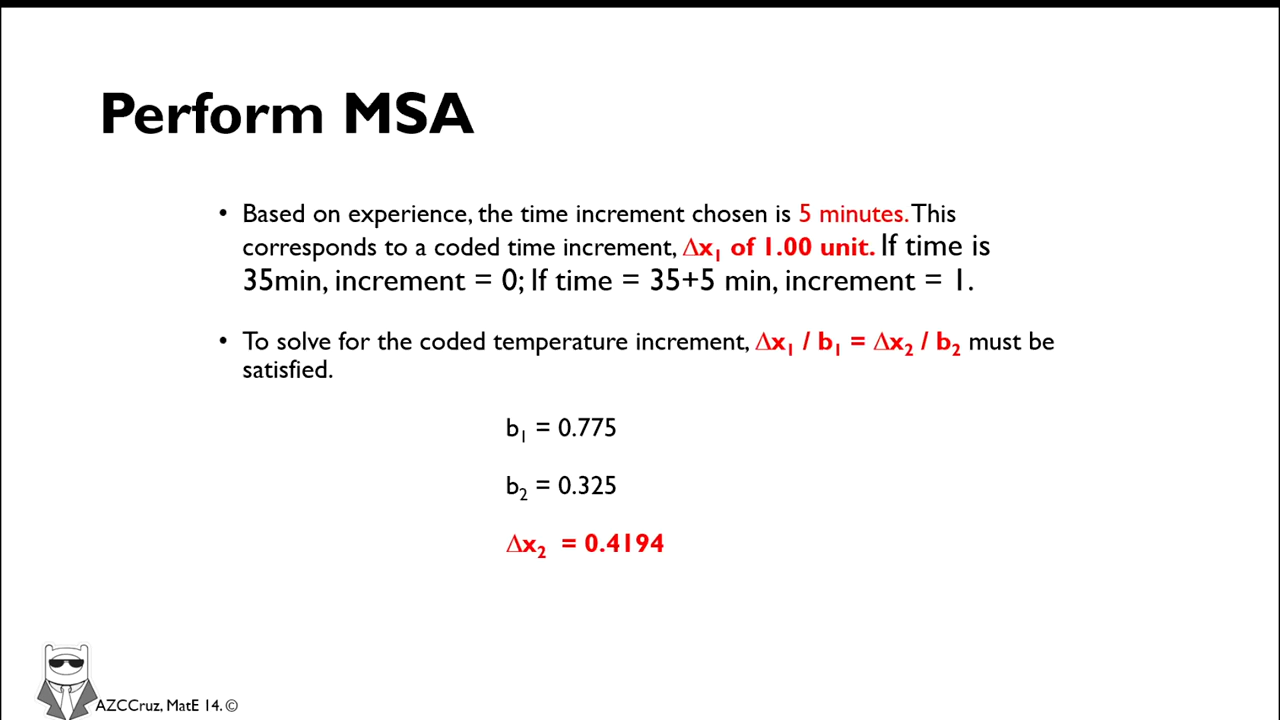 Perform MSA
• Based on experience, the time increment chosen is 5 minutes. This
corresponds to a coded time increment, Δx₁ of 1.00 unit. If time is
35min, increment = 0; If time = 35+5 min, increment = 1.
• To solve for the coded temperature increment, Δx₁ / b₁ = Δx₂ / b₂ must be
satisfied.
b₁ = 0.775
b₂ = 0.325
Δx₂ = 0.4194
AZCCruz, MatE 14. ©